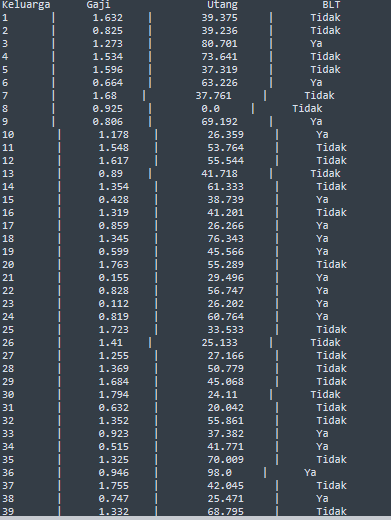 Keluarga Gaji Utang BLT
1 | 1.632 | 39.375 | Tidak
2 | 0.825 | 39.236 | Tidak
3 | 1.273 | 80.701 | Ya
4 | 1.534 | 73.641 | Tidak
5 | 1.596 | 37.319 | Tidak
6 | 0.664 | 63.226 | Ya
7 | 1.68 | 37.761 | Tidak
8 | 0.925 | 0.0 | Tidak
9 | 0.806 | 69.192 | Ya
10 | 1.178 | 26.359 | Ya
11 | 1.548 | 53.764 | Tidak
12 | 1.617 | 55.544 | Tidak
13 | 0.89 | 41.718 | Tidak
14 | 1.354 | 61.333 | Tidak
15 | 0.428 | 38.739 | Ya
16 | 1.319 | 41.201 | Tidak
17 | 0.859 | 26.266 | Ya
18 | 1.345 | 76.343 | Ya
19 | 0.599 | 45.566 | Ya
20 | 1.763 | 55.289 | Tidak
21 | 0.155 | 29.496 | Ya
22 | 0.828 | 56.747 | Ya
23 | 0.112 | 26.202 | Ya
24 | 0.819 | 60.764 | Ya
25 | 1.723 | 33.533 | Tidak
26 | 1.41 | 25.133 | Tidak
27 | 1.255 | 27.166 | Tidak
28 | 1.369 | 50.779 | Tidak
29 | 1.684 | 45.068 | Tidak
30 | 1.794 | 24.11 | Tidak
31 | 0.632 | 20.042 | Tidak
32 | 1.352 | 55.861 | Tidak
33 | 0.923 | 37.382 | Ya
34 | 0.515 | 41.771 | Ya
35 | 1.325 | 70.009 | Tidak
36 | 0.946 | 98.0 | Ya
37 | 1.755 | 42.045 | Tidak
38 | 0.747 | 25.471 | Ya
39 | 1.332 | 68.795 | Tidak